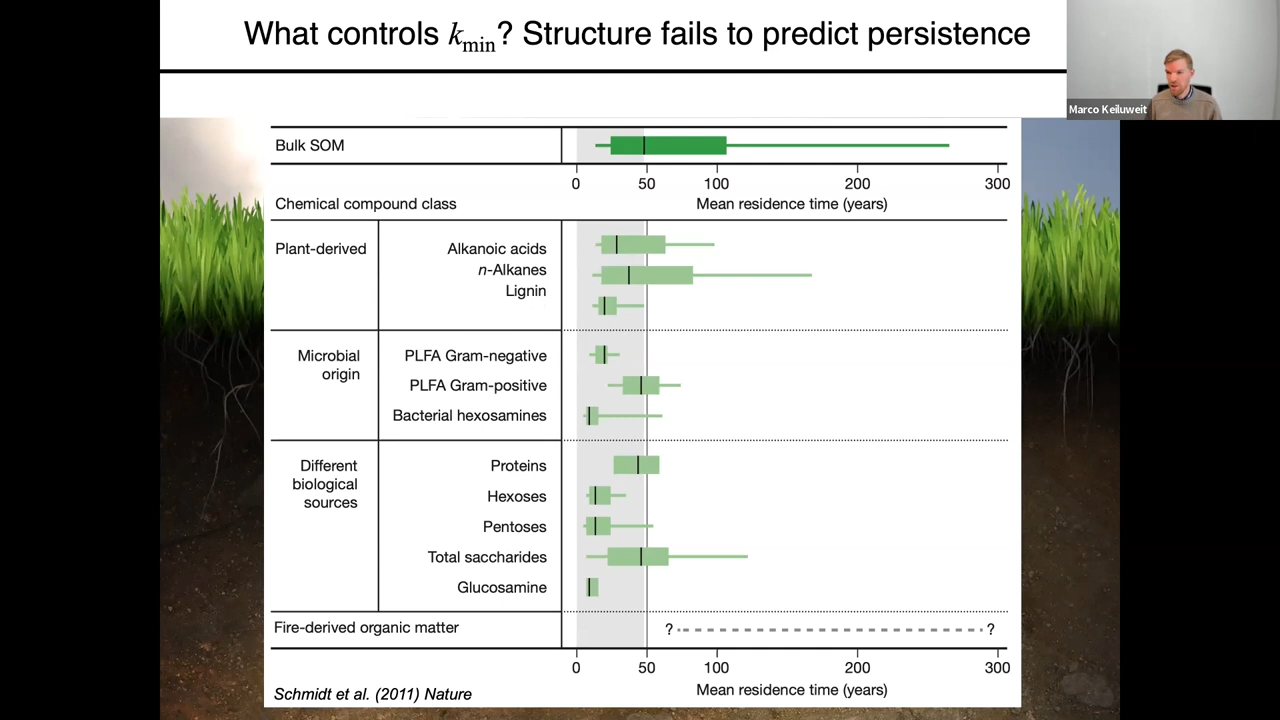 What controls kmin? Structure fails to predict persistence
Marco Keiluweit
Bulk SOM
0 50 100 200 300
Chemical compound class
Mean residence time (years)
Plant-derived
Alkanoic acids
n-Alkanes
Lignin
Microbial
origin
PLFA Gram-negative
PLFA Gram-positive
Bacterial hexosamines
Different
biological
sources
Proteins
Hexoses
Pentoses
Total saccharides
Glucosamine
Fire-derived organic matter
? ?
0 50 100 200 300
Mean residence time (years)
Schmidt et al. (2011) Nature